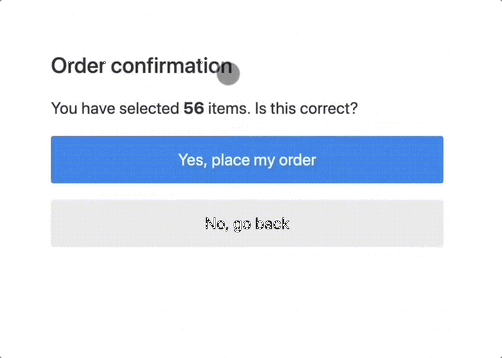 Order confirmation
You have selected 56 items. Is this correct?
Yes, place my order
No, go back